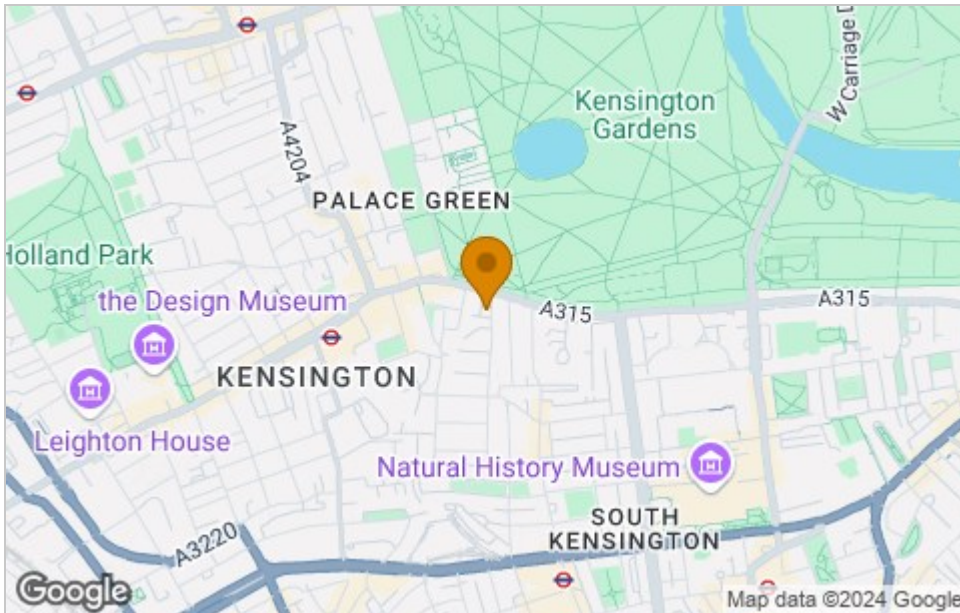 A4204
Kensington
Gardens
W Carriage D
PALACE GREEN
Holland Park
the Design Museum
A315
A315
KENSINGTON
Leighton House
Natural History Museum
SOUTH
KENSINGTON
A3220
Google
Map data ©2024 Google